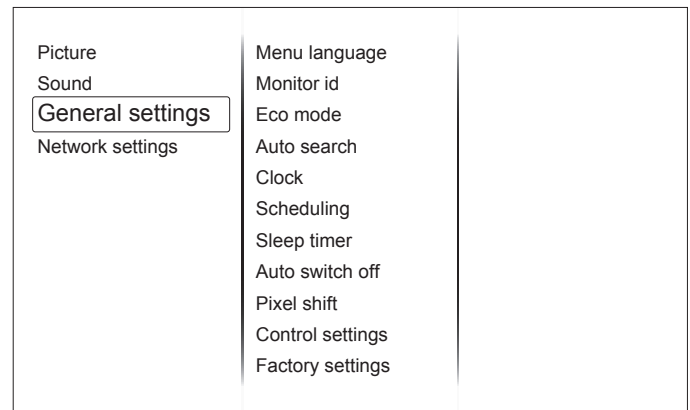 Picture
Sound
General settings
Network settings
Menu language
Monitor id
Eco mode
Auto search
Clock
Scheduling
Sleep timer
Auto switch off
Pixel shift
Control settings
Factory settings